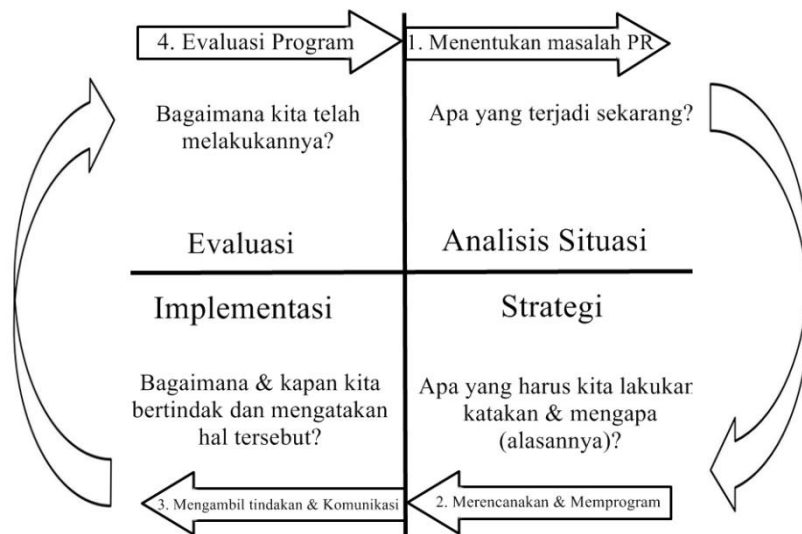 4. Evaluasi Program
1. Menentukan masalah PR
Bagaimana kita telah
melakukannya?
Apa yang terjadi sekarang?
Evaluasi
Analisis Situasi
Implementasi
Strategi
Bagaimana & kapan kita
bertindak dan mengatakan
hal tersebut?
Apa yang harus kita lakukan
katakan & mengapa
(alasannya)?
3. Mengambil tindakan & Komunikasi
2. Merencanakan & Memprogram